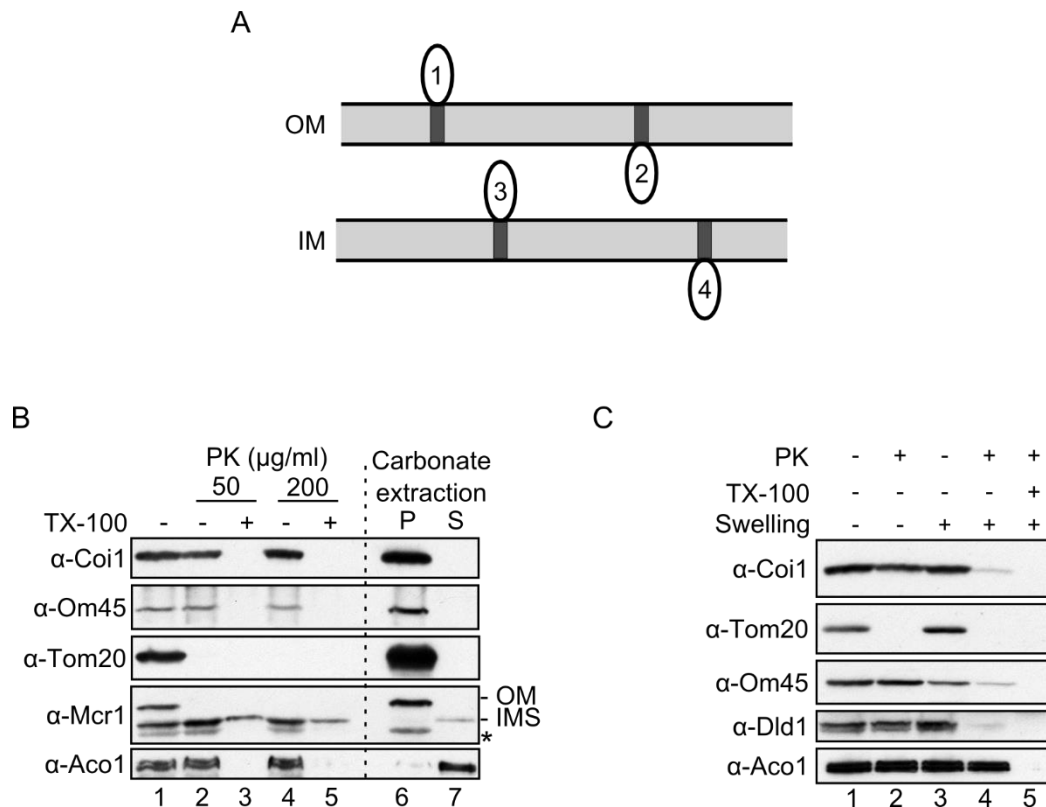 A
1
OM
2
3
IM
4
B
PK (µg/ml)
50 200
Carbonate
extraction
TX-100 - - + - + P S
α-Coi1
α-Om45
α-Tom20
α-Mcr1
- OM
- IMS
*
α-Aco1
1 2 3 4 5 6 7
C
PK - + - + +
TX-100 +
Swelling - - + + +
α-Coi1
α-Tom20
α-Om45
α-Dld1
α-Aco1
1 2 3 4 5